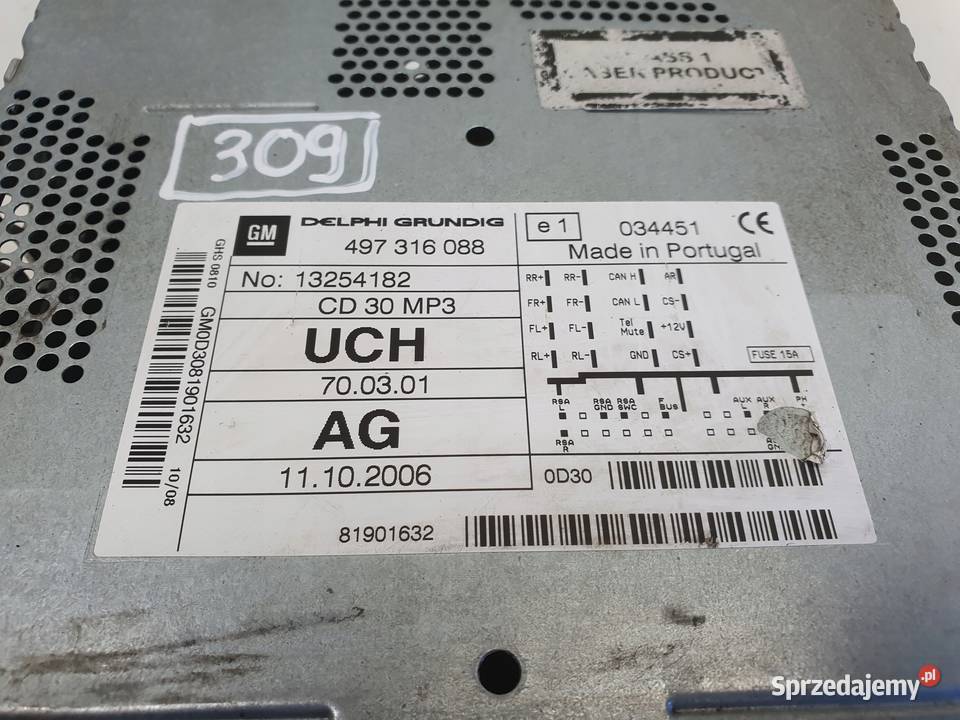 LASER PRODUCT
309
GM DELPHI GRUNDIG
497 316 088
No: 13254182
CD 30 MP3
UCH
70.03.01
AG
11.10.2006
e 1 034451 CE
Made in Portugal
RR+ RR- CAN H AR
FR+ FR- CAN L CS-
FL+ FL- Tel Mute +12V
RL+ RL- GND CS+ FUSE 15A
RSA L RSA GND RSA SWC F BUS AUX L AUX R PH +
RSA R
0D30
81901632
GHS 0810
GM0D3081901632
10/08
Sprzedajemy.pl